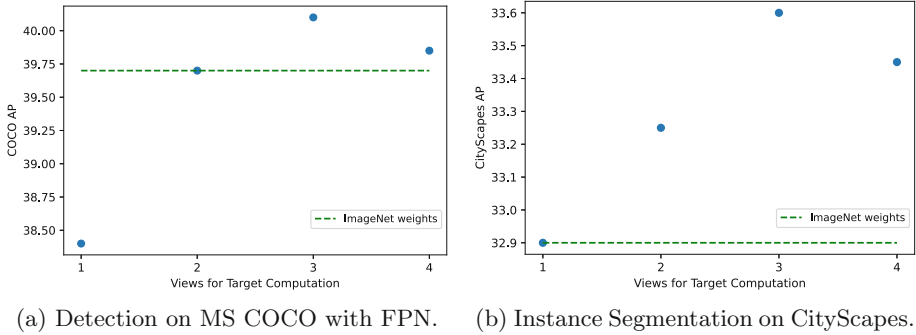 40.00
39.75
39.50
39.25
39.00
38.75
38.50
COCO AP
ImageNet weights
1 2 3 4
Views for Target Computation
(a) Detection on MS COCO with FPN.
33.6
33.5
33.4
33.3
33.2
33.1
33.0
32.9
CityScapes AP
ImageNet weights
1 2 3 4
Views for Target Computation
(b) Instance Segmentation on CityScapes.